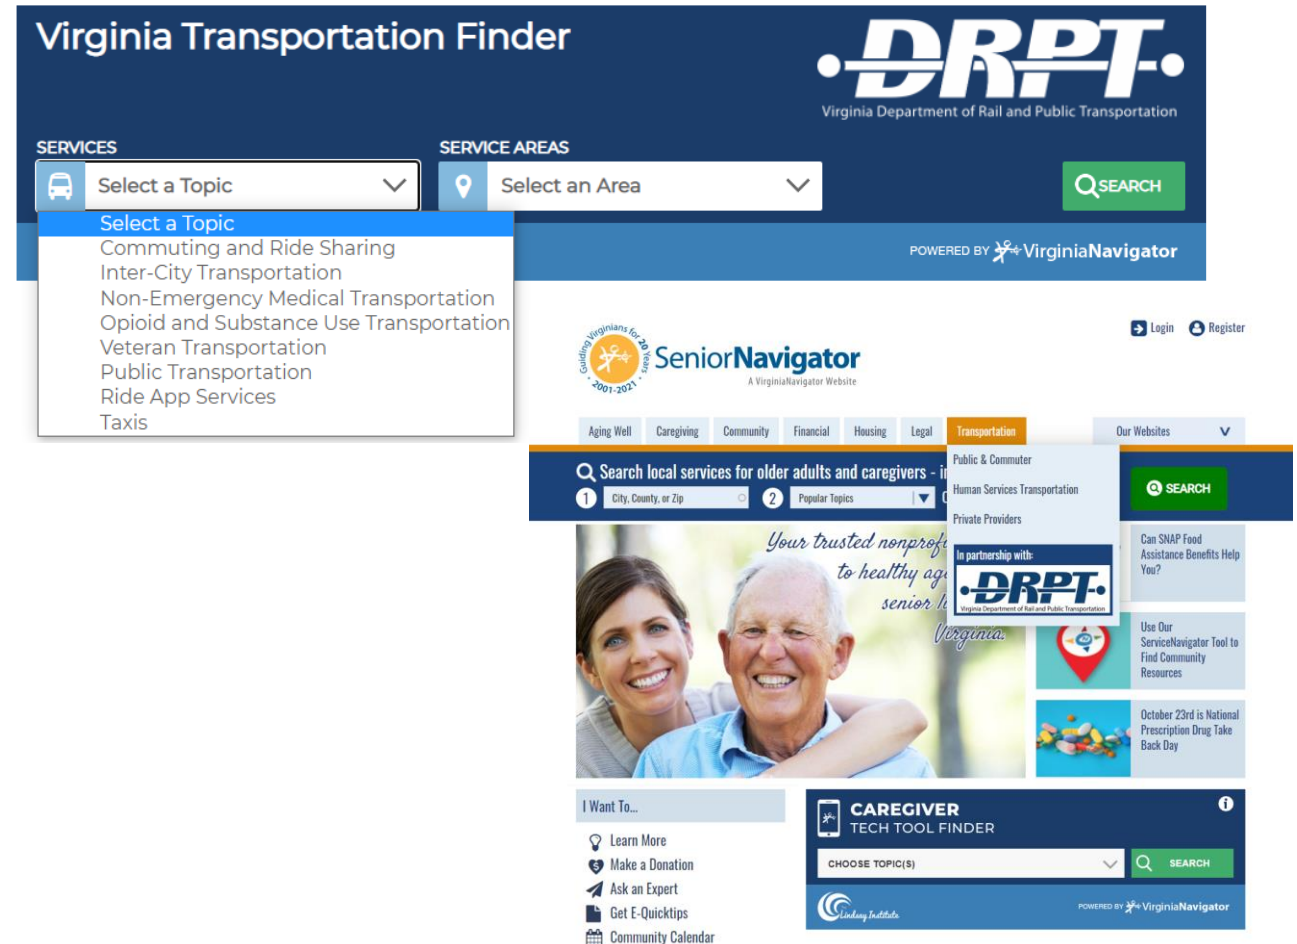 Virginia Transportation Finder
DRPT
Virginia Department of Rail and Public Transportation
SERVICES
SERVICE AREAS
Select a Topic
Select an Area
SEARCH
Select a Topic
Commuting and Ride Sharing
Inter-City Transportation
Non-Emergency Medical Transportation
Opioid and Substance Use Transportation
Veteran Transportation
Public Transportation
Ride App Services
Taxis
POWERED BY VirginiaNavigator
Login
Register
Guiding Virginians for 20 Years
2001-2021
SeniorNavigator
A VirginiaNavigator Website
Aging Well
Caregiving
Community
Financial
Housing
Legal
Transportation
Our Websites
Public & Commuter
Human Services Transportation
Private Providers
In partnership with:
DRPT
Virginia Department of Rail and Public Transportation
Search local services for older adults and caregivers -
1
City, County, or Zip
2
Popular Topics
SEARCH
Your trusted
to healthy
senior
Virginia.
Can SNAP Food
Assistance Benefits Help
You?
Use Our
ServiceNavigator Tool to
Find Community
Resources
October 23rd is National
Prescription Drug Take
Back Day
I Want To...
Learn More
Make a Donation
Ask an Expert
Get E-Quicktips
Community Calendar
CAREGIVER
TECH TOOL FINDER
CHOOSE TOPIC(S)
SEARCH
Lindsay Institute
POWERED BY VirginiaNavigator